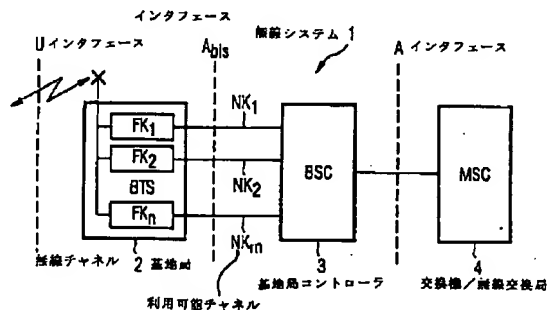 インタフェース
無線システム 1
U インタフェース
Abis
A インタフェース
FK1
FK2
BTS
FKn
NK1
NK2
NKm
BSC
MSC
無線チャネル
2 基地局
3
基地局コントローラ
4
交換機/無線交換局
利用可能チャネル